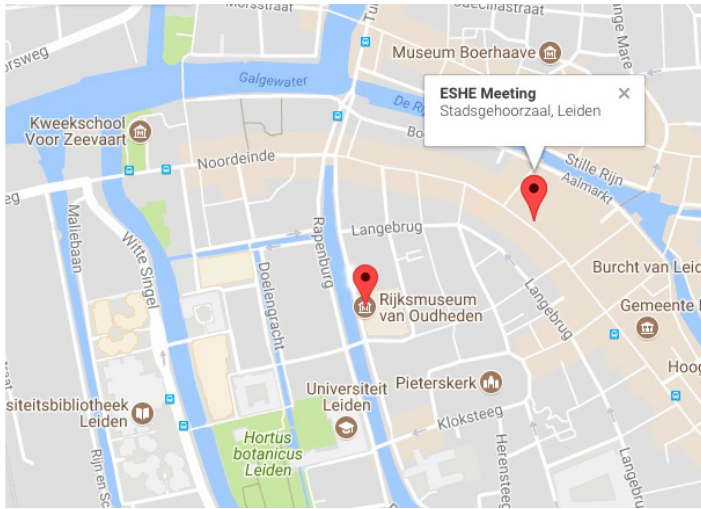 Morsstraat
orsweg
Galgewater
Museum Boerhaave
ESHE Meeting
Stadsgehoorzaal, Leiden
De Ri
Kweekschool
Voor Zeevaart
Noordeinde
Stille Rijn
Aalmarkt
eg
Maliebaan
Witte Singel
Rapenburg
Langebrug
Doelengracht
Burcht van Leid
Rijksmuseum
van Oudheden
Langebrug
Gemeente
Hoog
Universiteit
Leiden
Pieterskerk
siteitsbibliotheek
Leiden
Kloksteeg
Hortus
botanicus
Leiden
Rijn en Sc
Herensteeg
Langebrug